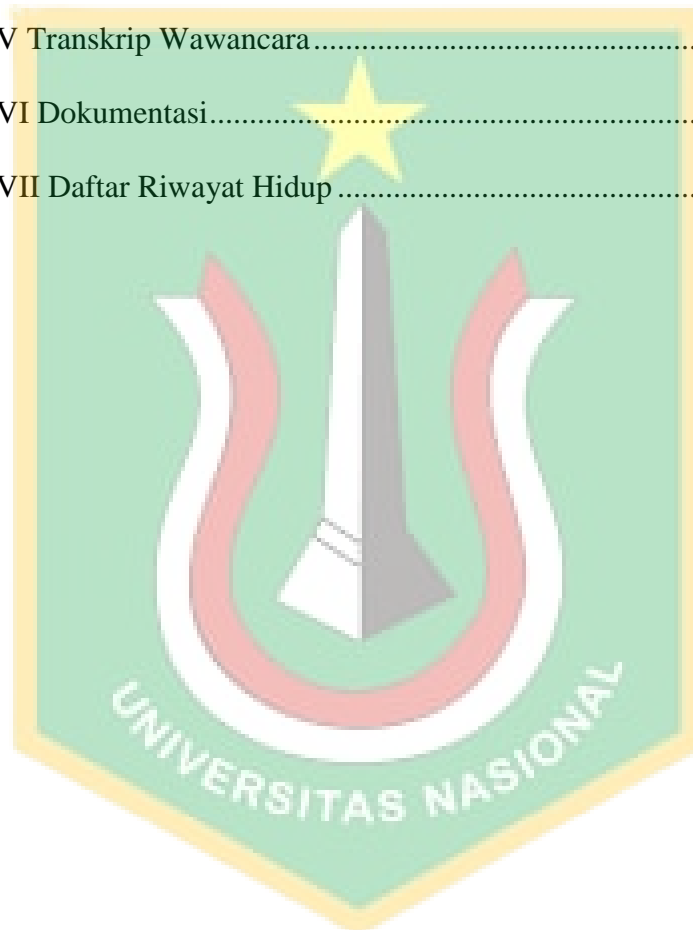 V Transkrip Wawancara....................................................
VI Dokumentasi................................................................
VII Daftar Riwayat Hidup................................................
UNIVERSITAS NASIONAL